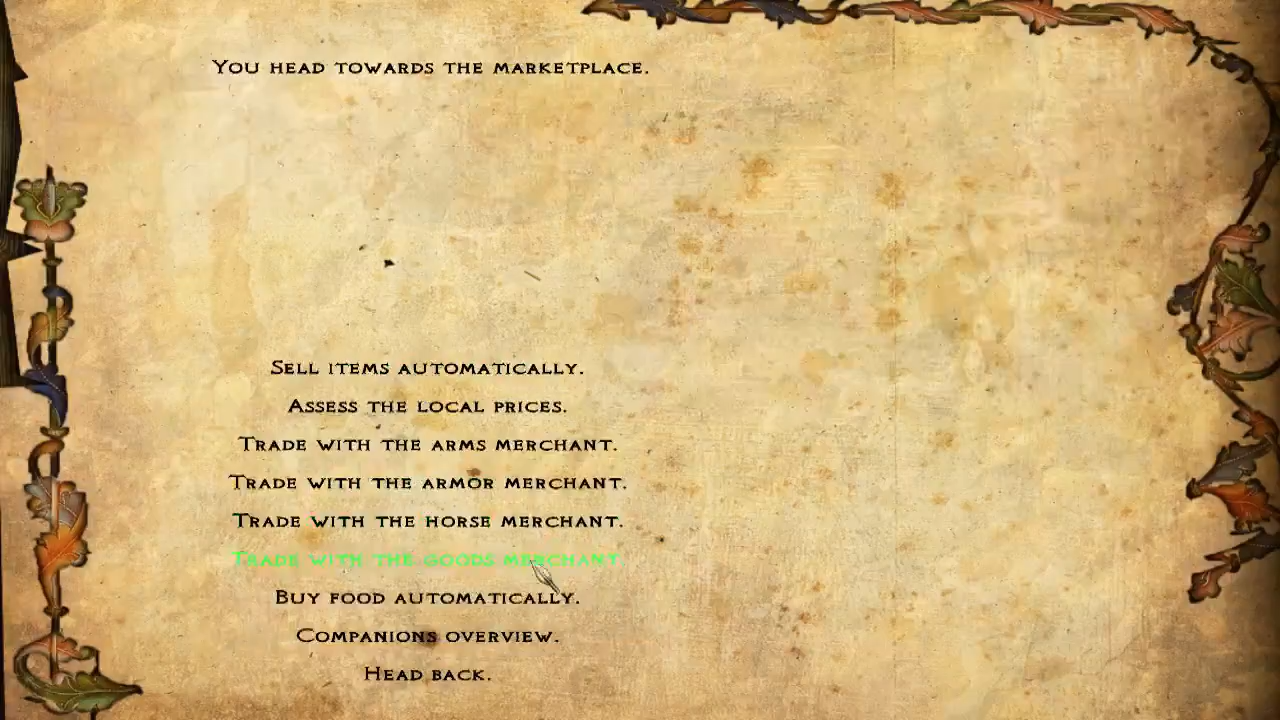 You head towards the marketplace.
Sell items automatically.
Assess the local prices.
Trade with the arms merchant.
Trade with the armor merchant.
Trade with the horse merchant.
Trade with the goods merchant.
Buy food automatically.
Companions overview.
Head back.